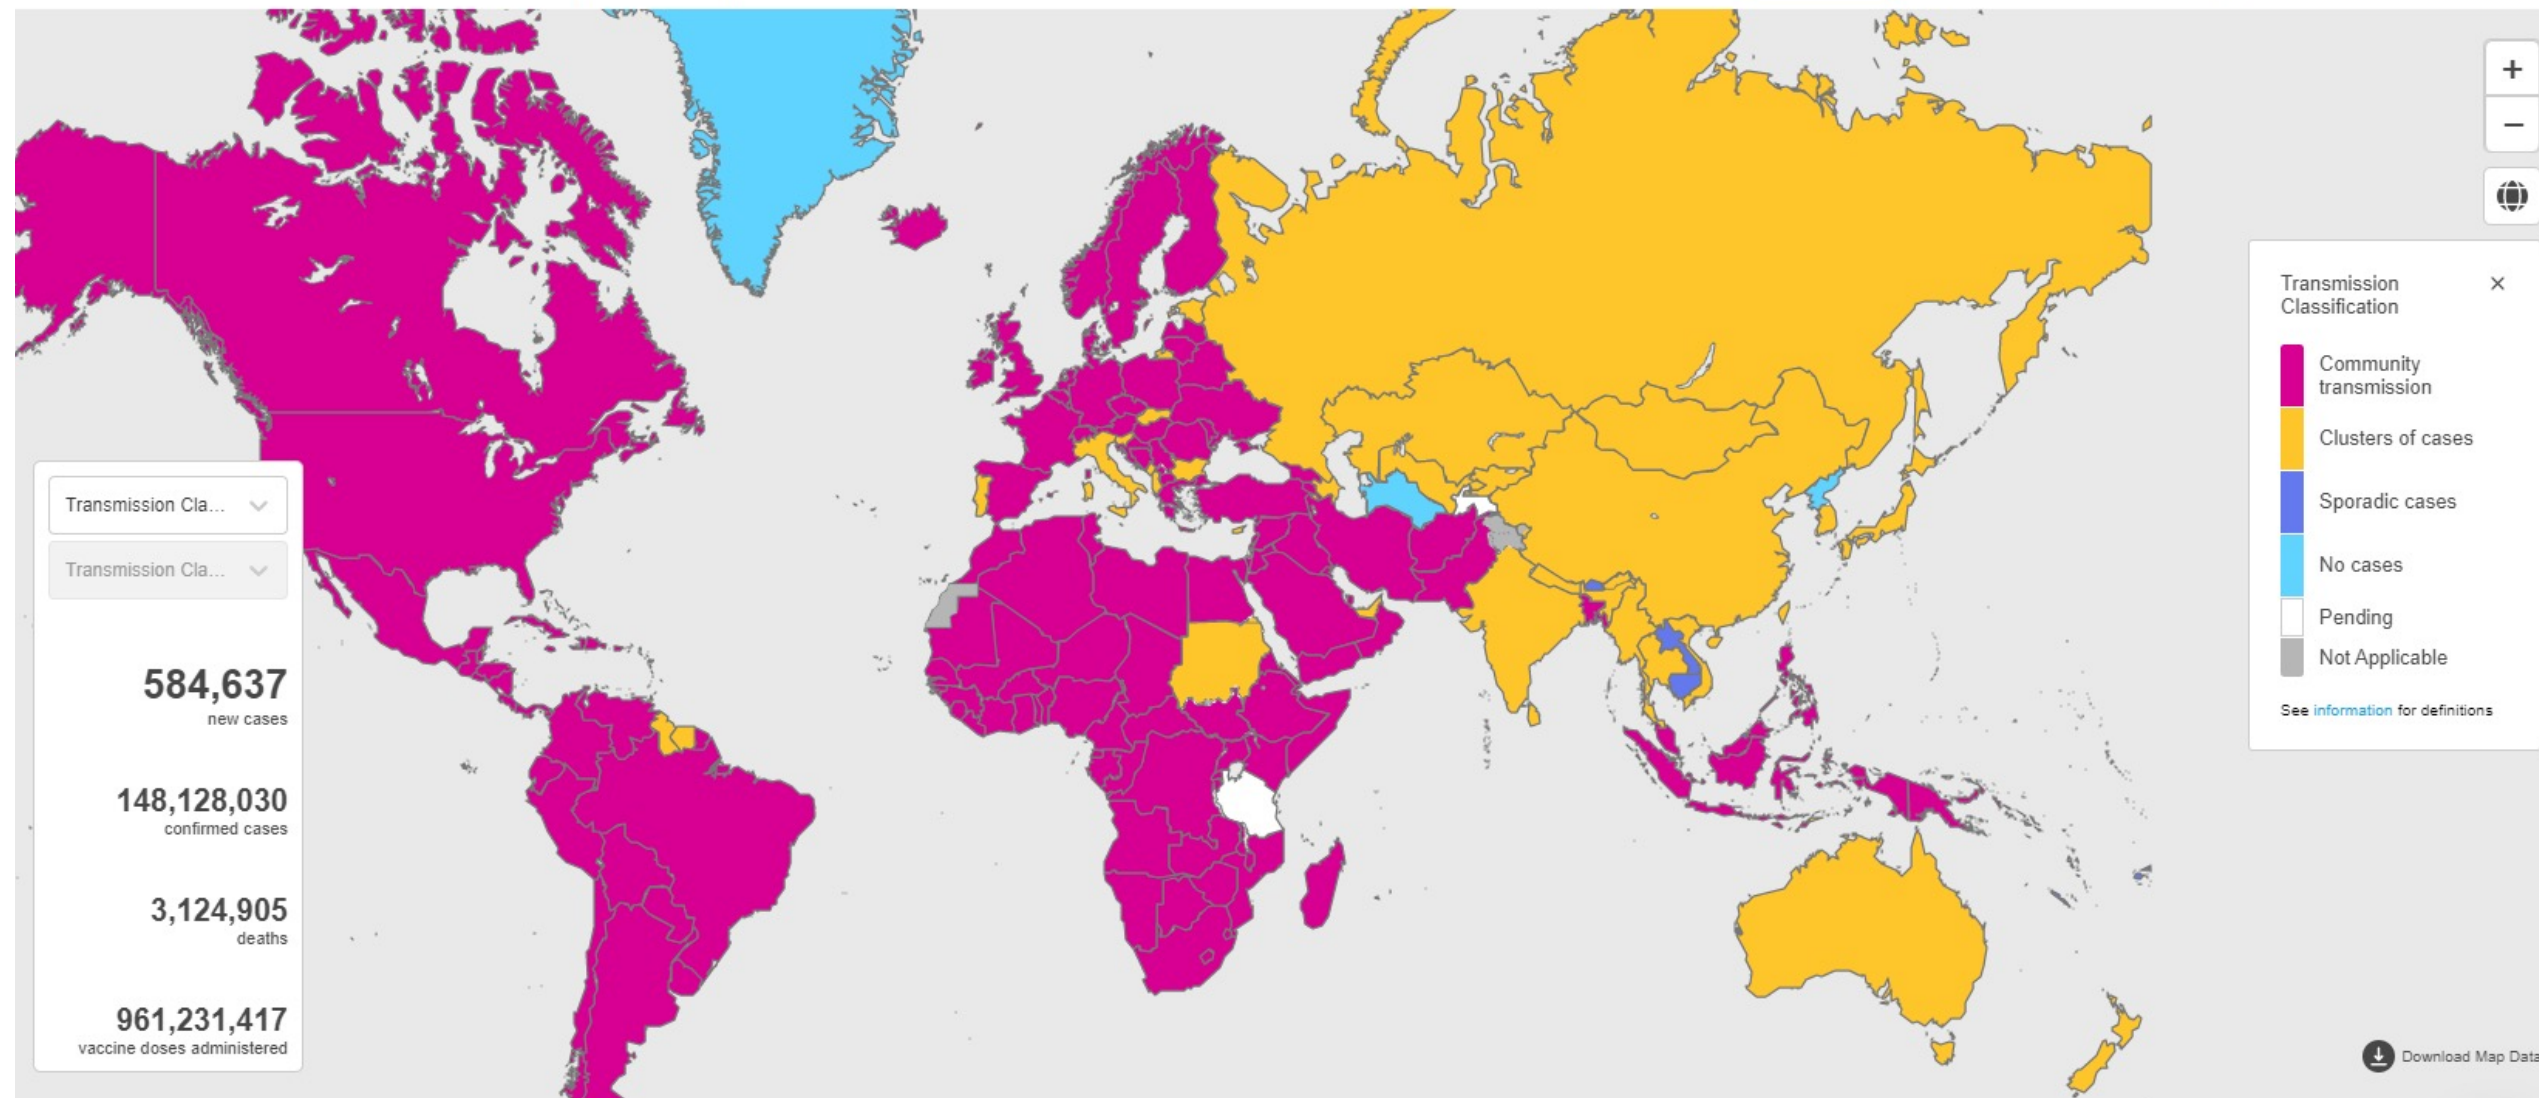 +
−
Transmission
Classification
×
Community
transmission
Clusters of cases
Sporadic cases
No cases
Pending
Not Applicable
See information for definitions
Transmission Cla...
Transmission Cla...
584,637
new cases
148,128,030
confirmed cases
3,124,905
deaths
961,231,417
vaccine doses administered
Download Map Data